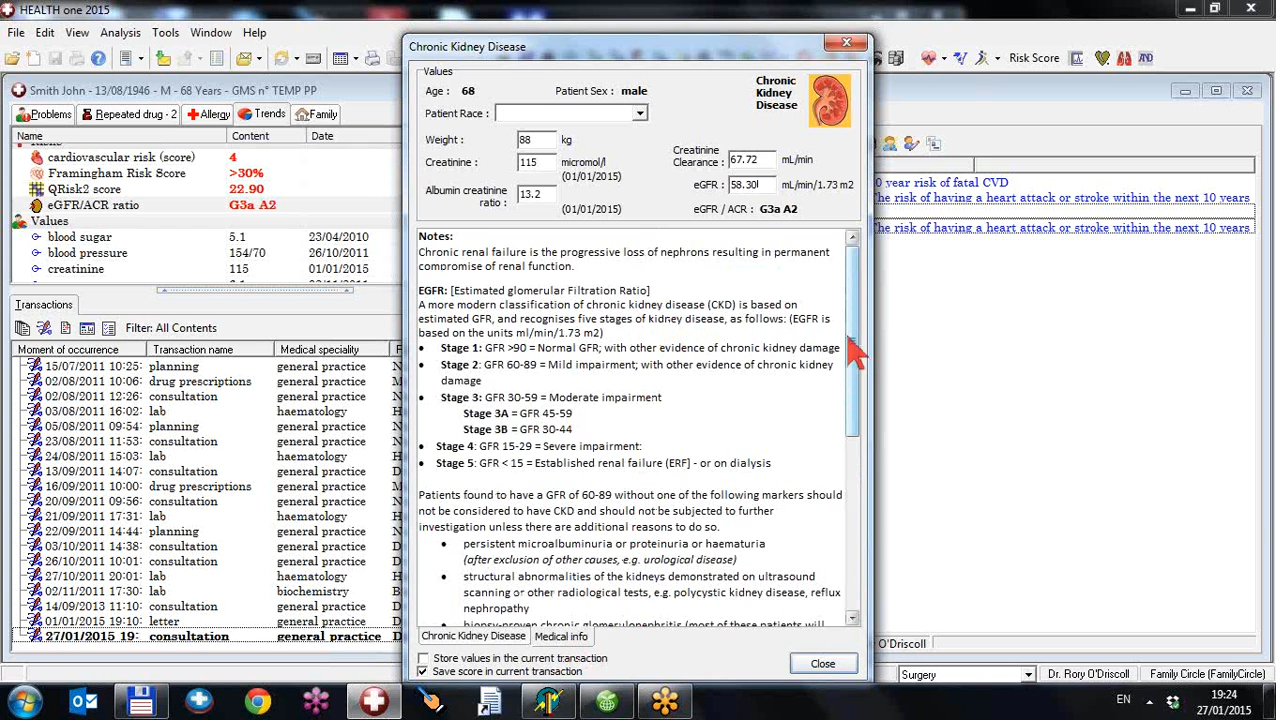 HEALTH one 2015
File Edit View Analysis Tools Window Help
Risk Score
Smith John - 13/08/1946 - M - 68 Years - GMS n° TEMP PP
Problems Repeated drug - 2 Allergy Trends Family
Name Content Date
Risks
cardiovascular risk (score) 4
Framingham Risk Score >30%
QRisk2 score 22.90
eGFR/ACR ratio G3a A2
Values
blood sugar 5.1 23/04/2010
blood pressure 154/70 26/10/2011
creatinine 115 01/01/2015
Transactions
Filter: All Contents
Moment of occurrence Transaction name Medical speciality
15/07/2011 10:25: planning general practice
02/08/2011 10:06: drug prescriptions general practice
02/08/2011 12:26: consultation general practice
03/08/2011 16:02: lab haematology H
05/08/2011 09:54: planning general practice
23/08/2011 11:53: consultation general practice
24/08/2011 18:35: lab haematology H
13/09/2011 14:07: consultation general practice
16/09/2011 10:00: drug prescriptions general practice D
20/09/2011 09:56: consultation general practice
21/09/2011 17:31: lab haematology H
22/09/2011 14:44: planning general practice
03/10/2011 14:38: consultation general practice D
26/10/2011 10:01: consultation general practice D
27/10/2011 20:01: lab haematology H
02/11/2011 17:30: lab biochemistry B
14/09/2013 11:10: consultation general practice D
01/01/2015 19: letter general practice D
27/01/2015 19: consultation general practice D
Chronic Kidney Disease
Values
Age : 68 Patient Sex : male
Patient Race :
Weight : 88 kg
Creatinine : 115 micromol/l
(01/01/2015)
Albumin creatinine ratio : 13.2
(01/01/2015)
Chronic
Kidney
Disease
Creatinine
Clearance : 67.72 mL/min
eGFR : 58.30 mL/min/1.73 m2
eGFR / ACR : G3a A2
Notes:
Chronic renal failure is the progressive loss of nephrons resulting in permanent
compromise of renal function.
EGFR: [Estimated glomerular Filtration Ratio]
A more modern classification of chronic kidney disease (CKD) is based on
estimated GFR, and recognises five stages of kidney disease, as follows: (EGFR is
based on the units ml/min/1.73 m2)
• Stage 1: GFR >90 = Normal GFR; with other evidence of chronic kidney damage
• Stage 2: GFR 60-89 = Mild impairment; with other evidence of chronic kidney
damage
• Stage 3: GFR 30-59 = Moderate impairment
Stage 3A = GFR 45-59
Stage 3B = GFR 30-44
• Stage 4: GFR 15-29 = Severe impairment:
• Stage 5: GFR < 15 = Established renal failure (ERF] - or on dialysis
Patients found to have a GFR of 60-89 without one of the following markers should
not be considered to have CKD and should not be subjected to further
investigation unless there are additional reasons to do so.
• persistent microalbuminuria or proteinuria or haematuria
(after exclusion of other causes, e.g. urological disease)
• structural abnormalities of the kidneys demonstrated on ultrasound
scanning or other radiological tests, e.g. polycystic kidney disease, reflux
nephropathy
• biopsy-proven chronic glomerulonephritis (most of these patients will
Chronic Kidney Disease Medical info
Store values in the current transaction
Save score in current transaction
Close
0 year risk of fatal CVD
The risk of having a heart attack or stroke within the next 10 years
The risk of having a heart attack or stroke within the next 10 years
O'Driscoll
Surgery Dr. Rory O'Driscoll Family Circle (FamilyCircle)
EN 19:24
27/01/2015